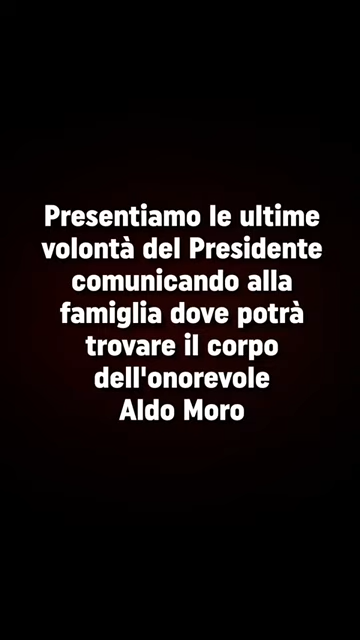 Presentiamo le ultime
volontà del Presidente
comunicando alla
famiglia dove potrà
trovare il corpo
dell'onorevole
Aldo Moro